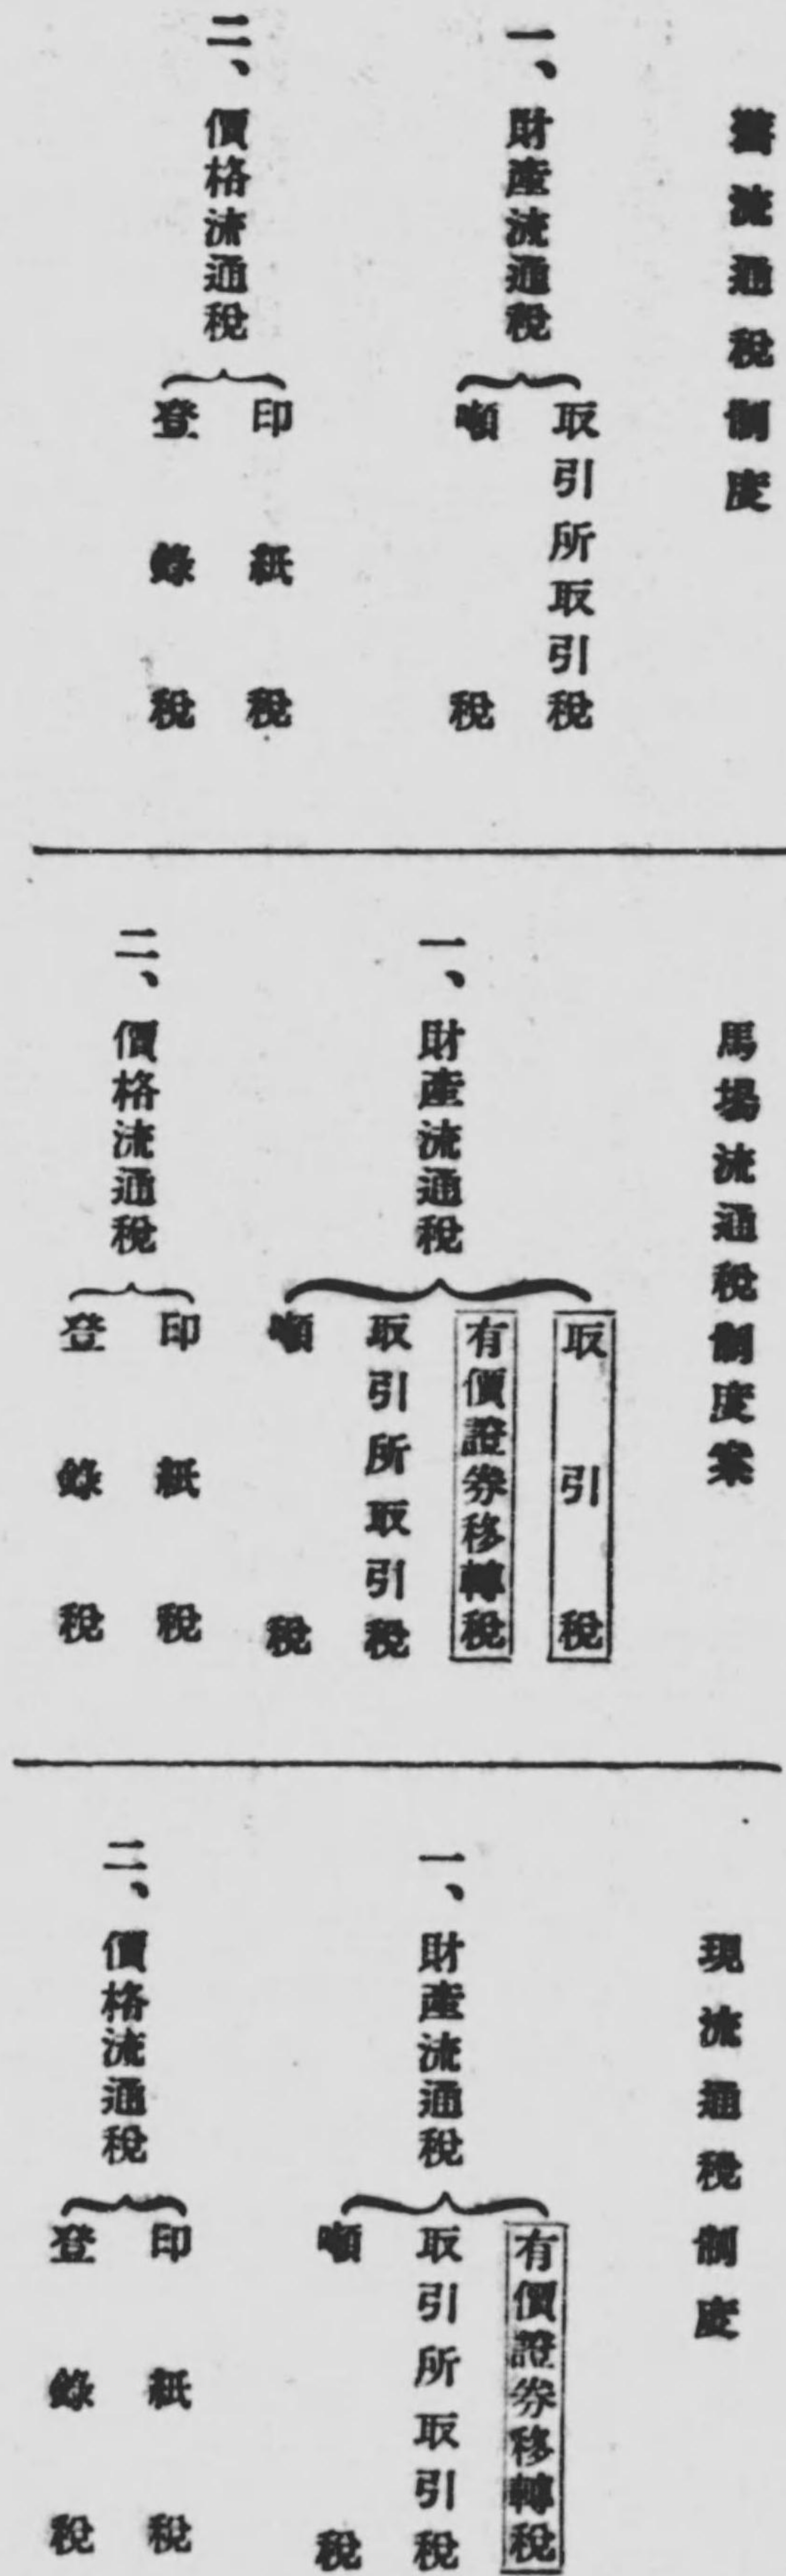 舊流通稅制度
一、財產流通稅
取引所取引稅
噸稅
二、價格流通稅
印紙稅
登錄稅
馬場流通稅制度案
一、財產流通稅
取引稅
有價證券移轉稅
取引所取引稅
噸稅
二、價格流通稅
印紙稅
登錄稅
現流通稅制度
一、財產流通稅
有價證券移轉稅
取引所取引稅
噸稅
二、價格流通稅
印紙稅
登錄稅